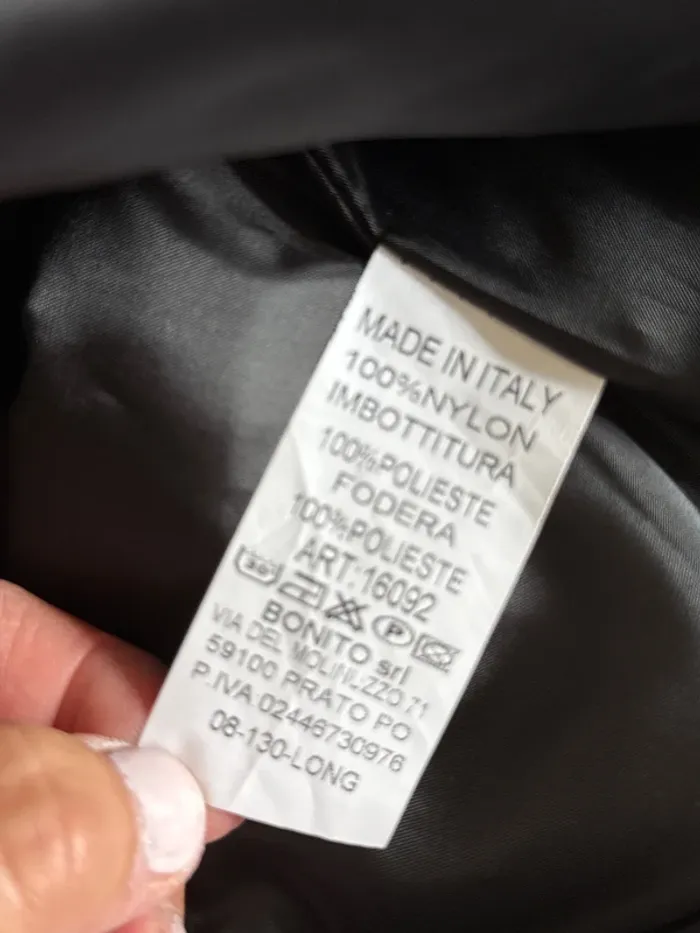 MADE IN ITALY
100%NYLON
IMBOTTITURA
100%POLIESTE
FODERA
100%POLIESTE
ART:16092
30°
P
BONITO srl
VIA DEL MOLINUZZO 71
59100 PRATO PO
P.IVA 02446730976
08-130-LONG